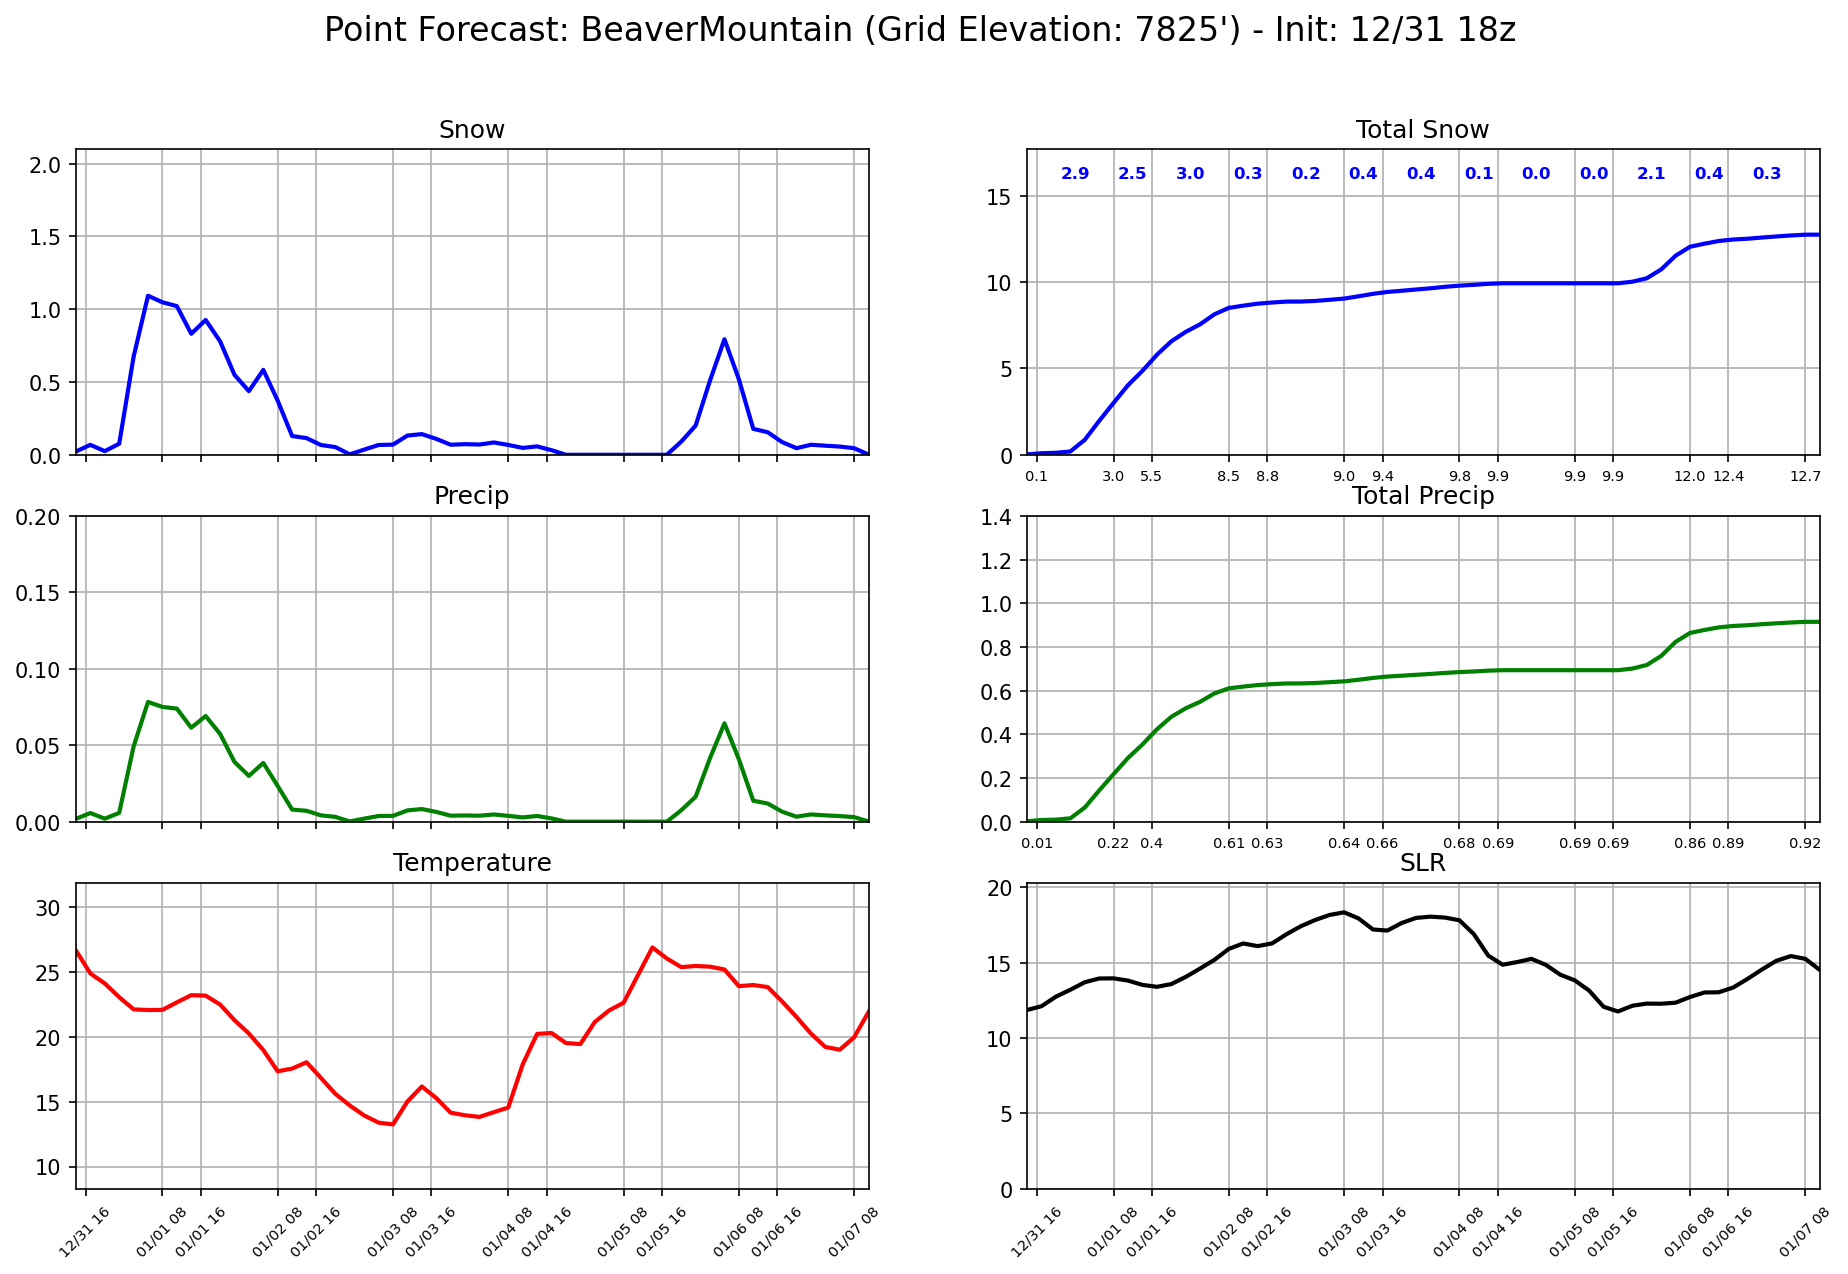 Point Forecast: BeaverMountain (Grid Elevation: 7825') - Init: 12/31 18z
Snow
2.0
1.5
1.0
0.5
0.0
Total Snow
2.9 2.5 3.0 0.3 0.2 0.4 0.4 0.1 0.0 0.0 2.1 0.4 0.3
15
10
5
0
0.1 3.0 5.5 8.5 8.8 9.0 9.4 9.8 9.9 9.9 9.9 12.0 12.4 12.7
Precip
0.20
0.15
0.10
0.05
0.00
Total Precip
1.4
1.2
1.0
0.8
0.6
0.4
0.2
0.0
0.01 0.22 0.4 0.61 0.63 0.64 0.66 0.68 0.69 0.69 0.69 0.86 0.89 0.92
Temperature
30
25
20
15
10
12/31 16 01/01 08 01/01 16 01/02 08 01/02 16 01/03 08 01/03 16 01/04 08 01/04 16 01/05 08 01/05 16 01/06 08 01/06 16 01/07 08
SLR
20
15
10
5
0
12/31 16 01/01 08 01/01 16 01/02 08 01/02 16 01/03 08 01/03 16 01/04 08 01/04 16 01/05 08 01/05 16 01/06 08 01/06 16 01/07 08